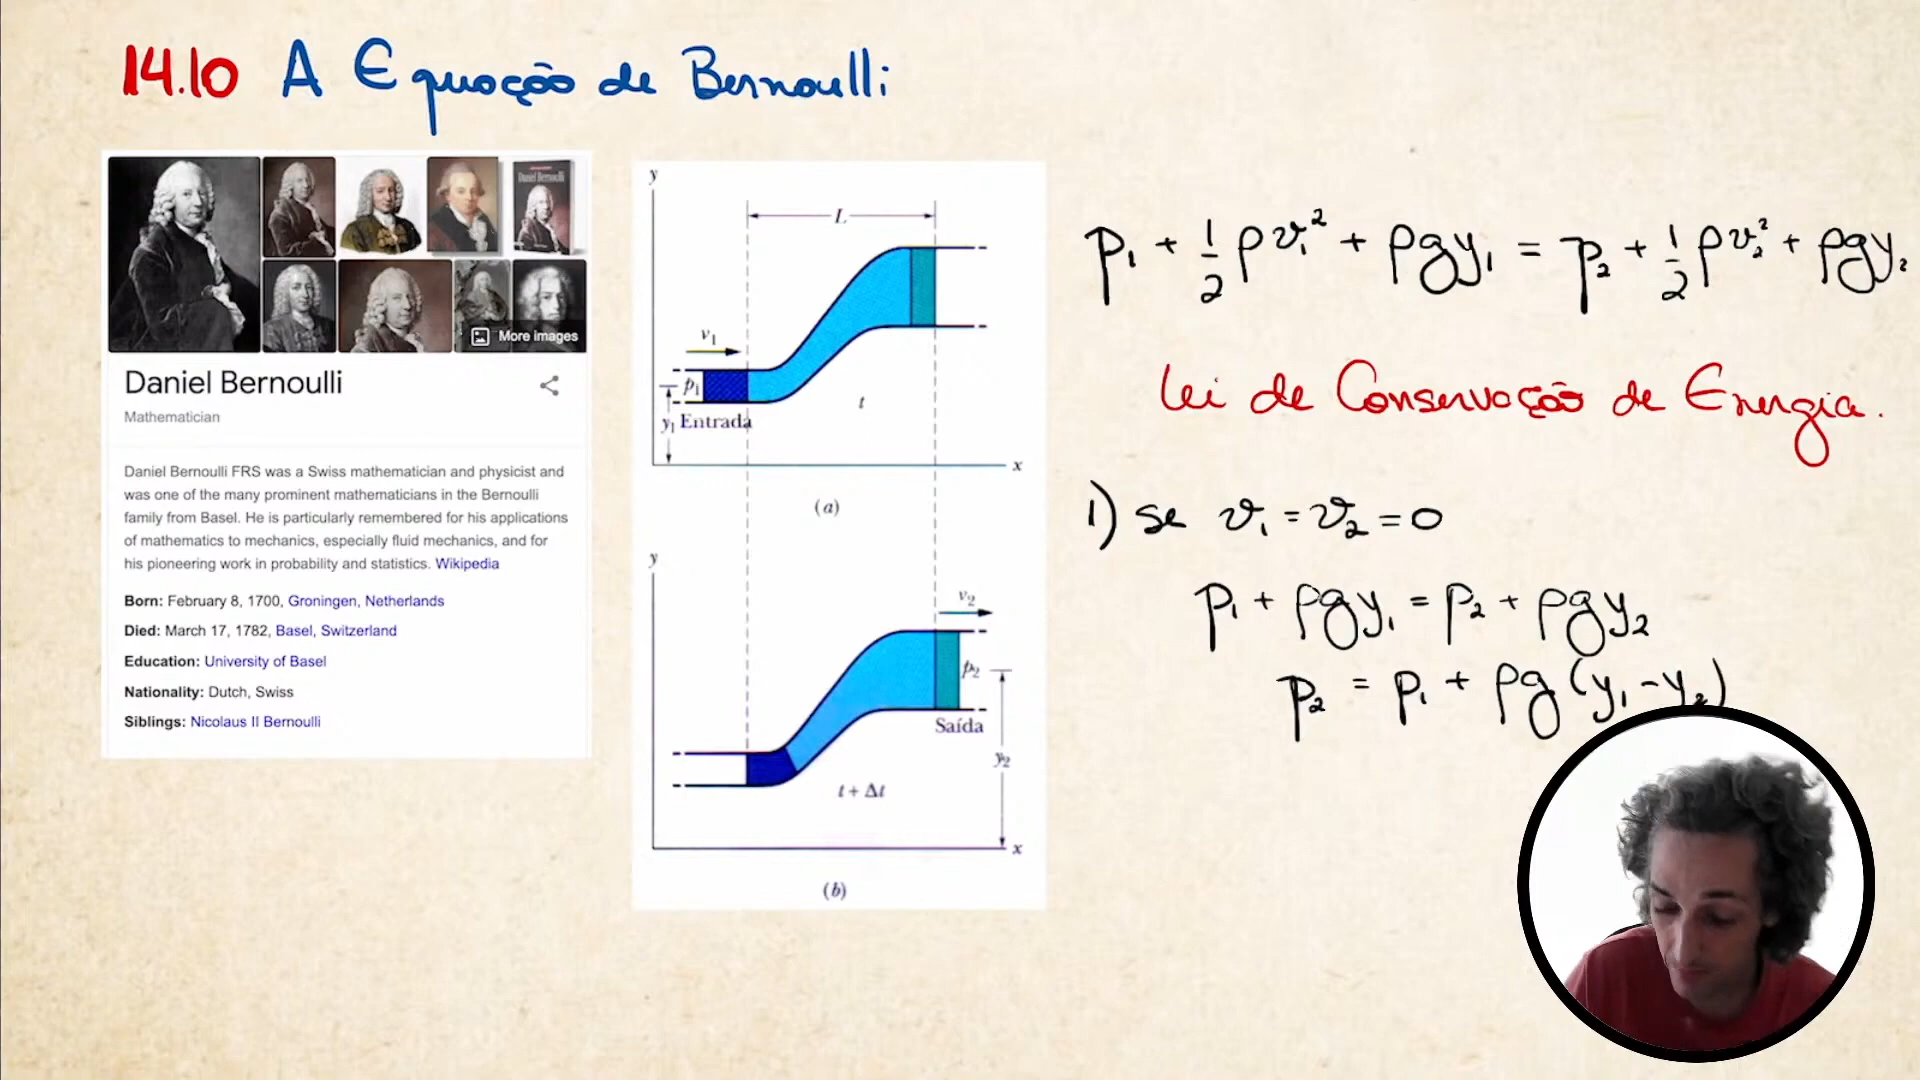 14.10 A Equação de Bernoulli
Daniel Bernoulli
More images
Daniel Bernoulli
Mathematician
Daniel Bernoulli FRS was a Swiss mathematician and physicist and
was one of the many prominent mathematicians in the Bernoulli
family from Basel. He is particularly remembered for his applications
of mathematics to mechanics, especially fluid mechanics, and for
his pioneering work in probability and statistics. Wikipedia
Born: February 8, 1700, Groningen, Netherlands
Died: March 17, 1782, Basel, Switzerland
Education: University of Basel
Nationality: Dutch, Swiss
Siblings: Nicolaus II Bernoulli
y
L
v₁
p₁
t
y₁ Entrada
x
(a)
y
v₂
p₂
Saída
y₂
t + Δt
x
(b)
p₁ + 1/2 ρv₁² + ρgy₁ = p₂ + 1/2 ρv₂² + ρgy₂
Lei de Conservação de Energia.
1) se v₁ = v₂ = 0
p₁ + ρgy₁ = p₂ + ρgy₂
p₂ = p₁ + ρg(y₁ - y₂)